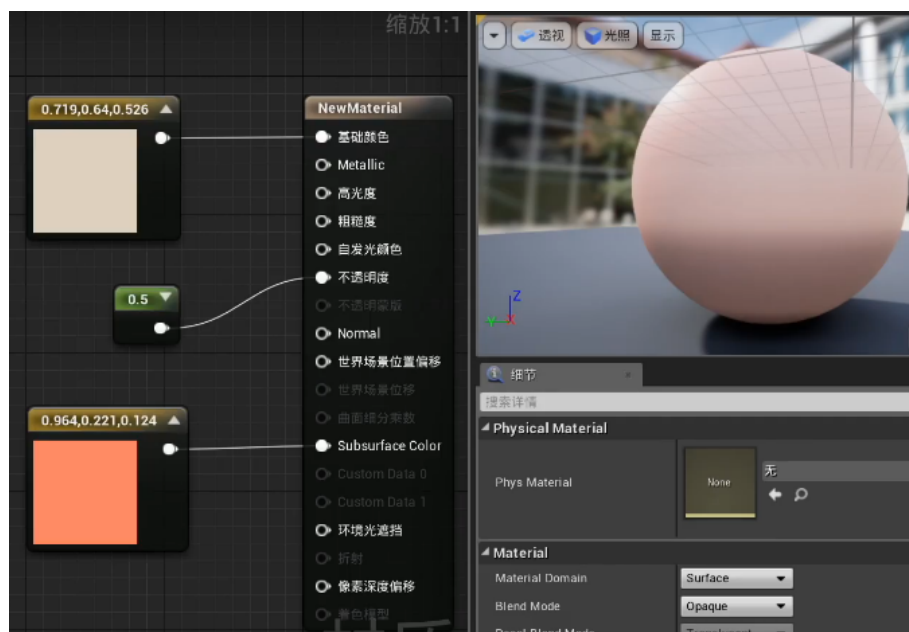 缩放1:1
0.719,0.64,0.526
NewMaterial
基础颜色
Metallic
高光度
粗糙度
自发光颜色
0.5
不透明度
不透明蒙版
Normal
世界场景位置偏移
世界场景位移
曲面细分乘数
0.964,0.221,0.124
Subsurface Color
Custom Data 0
Custom Data 1
环境光遮挡
折射
像素深度偏移
着色模型
透视
光照
显示
Z
Y
X
细节
搜索详情
Physical Material
Phys Material
None
无
Material
Material Domain
Surface
Blend Mode
Opaque